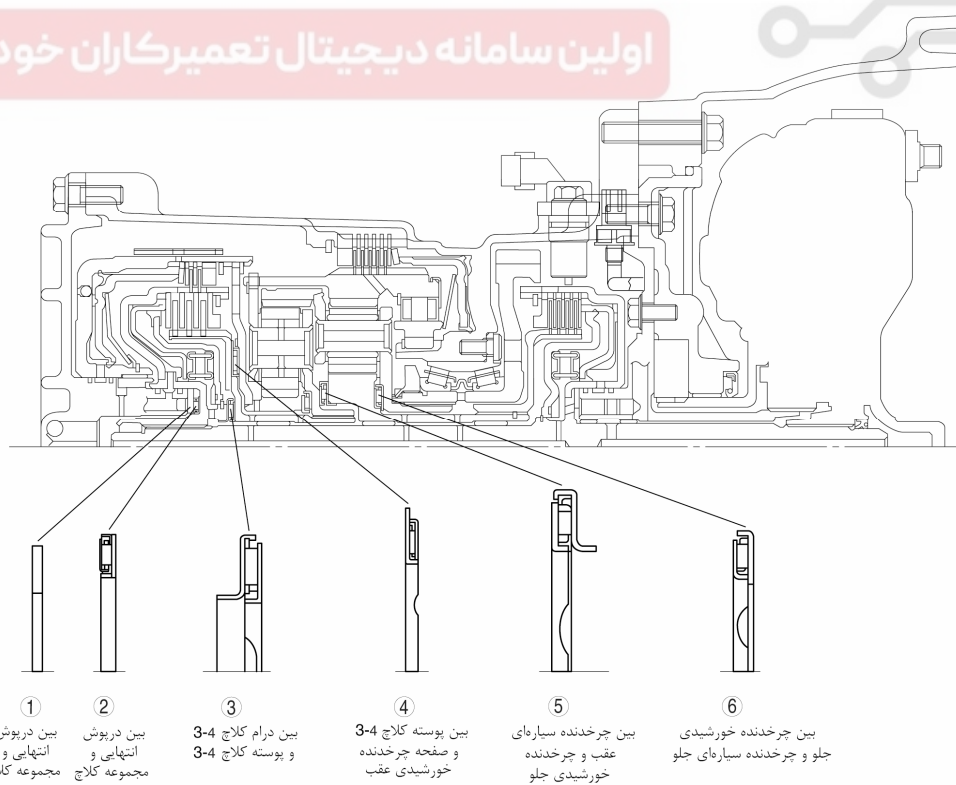 اولین سامانه دیجیتال تعمیرکاران خود
1
بین درپوش
انتهایی و
مجموعه
2
بین درپوش
انتهایی و
مجموعه کلاچ
3
بین درام کلاچ 4-3
و پوسته کلاچ 4-3
4
بین پوسته کلاچ 4-3
و صفحه چرخدنده
خورشیدی عقب
5
بین چرخدنده سیاره‌ای
عقب و چرخدنده
خورشیدی جلو
6
بین چرخدنده خورشیدی
جلو و چرخدنده سیاره‌ای جلو